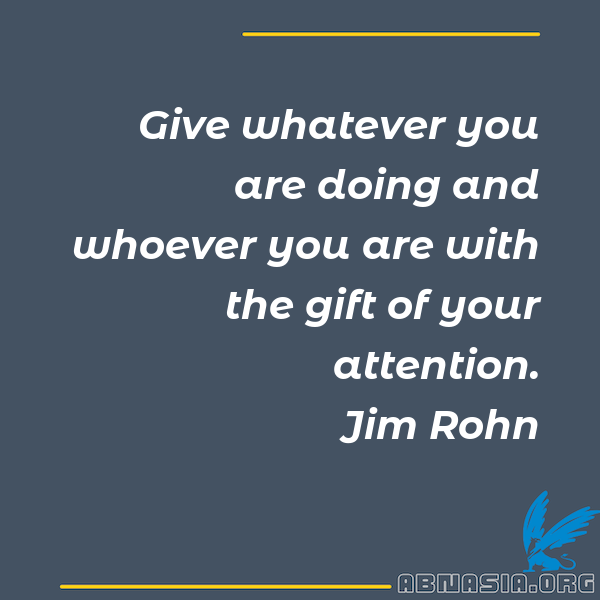 Give whatever you
are doing and
whoever you are with
the gift of your
attention.
Jim Rohn
ABNASIA.ORG